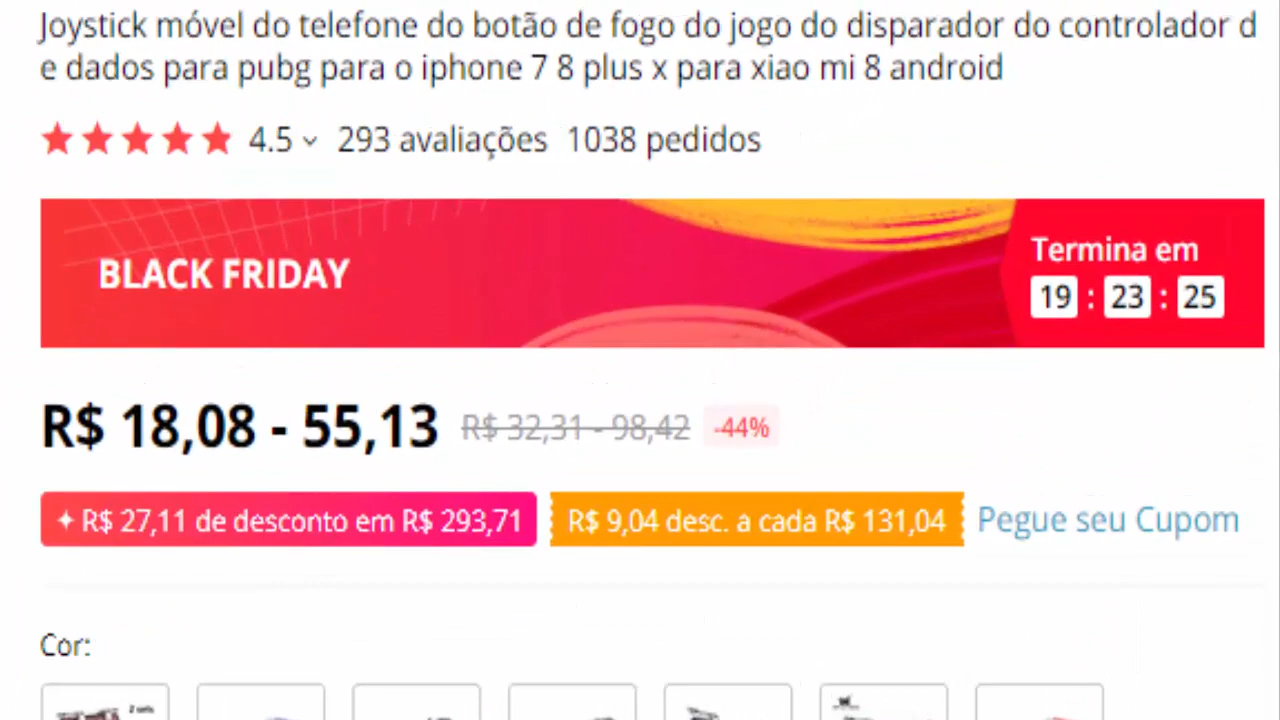 Joystick móvel do telefone do botão de fogo do jogo do disparador do controlador d
e dados para pubg para o iphone 7 8 plus x para xiao mi 8 android
4.5 293 avaliações 1038 pedidos
BLACK FRIDAY
Termina em
19 : 23 : 25
R$ 18,08 - 55,13 R$ 32,31 - 98,42 -44%
R$ 27,11 de desconto em R$ 293,71 R$ 9,04 desc. a cada R$ 131,04 Pegue seu Cupom
Cor: